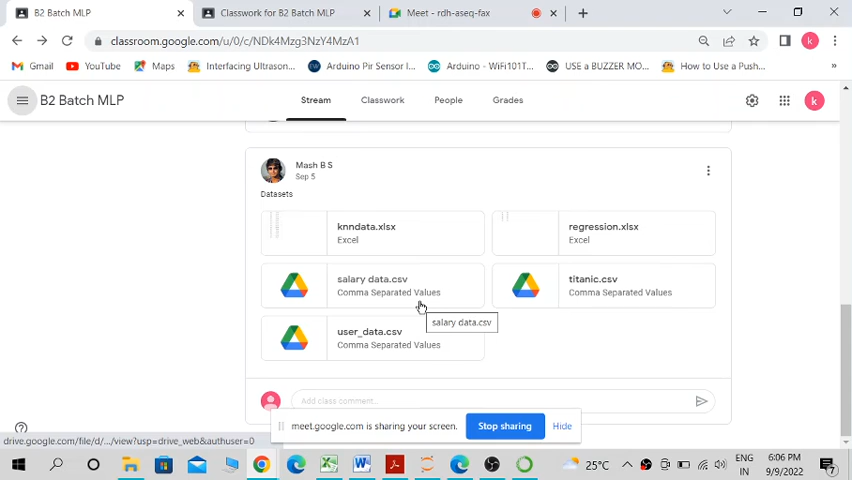 B2 Batch MLP
Classwork for B2 Batch MLP
Meet - rdh-aseq-fax
classroom.google.com/u/0/c/NDk4Mzg3NzY4MzA1
Gmail
YouTube
Maps
Interfacing Ultrason...
Arduino Pir Sensor I...
Arduino - WiFi101T...
USE a BUZZER MO...
How to Use a Push...
»
B2 Batch MLP
Stream
Classwork
People
Grades
k
Mash B S
Sep 5
Datasets
knndata.xlsx
Excel
regression.xlsx
Excel
salary data.csv
Comma Separated Values
titanic.csv
Comma Separated Values
salary data.csv
user_data.csv
Comma Separated Values
Add class comment...
meet.google.com is sharing your screen.
Stop sharing
Hide
drive.google.com/file/d/.../view?usp=drive_web&authuser=0
25°C
ENG
IN
6:06 PM
9/9/2022